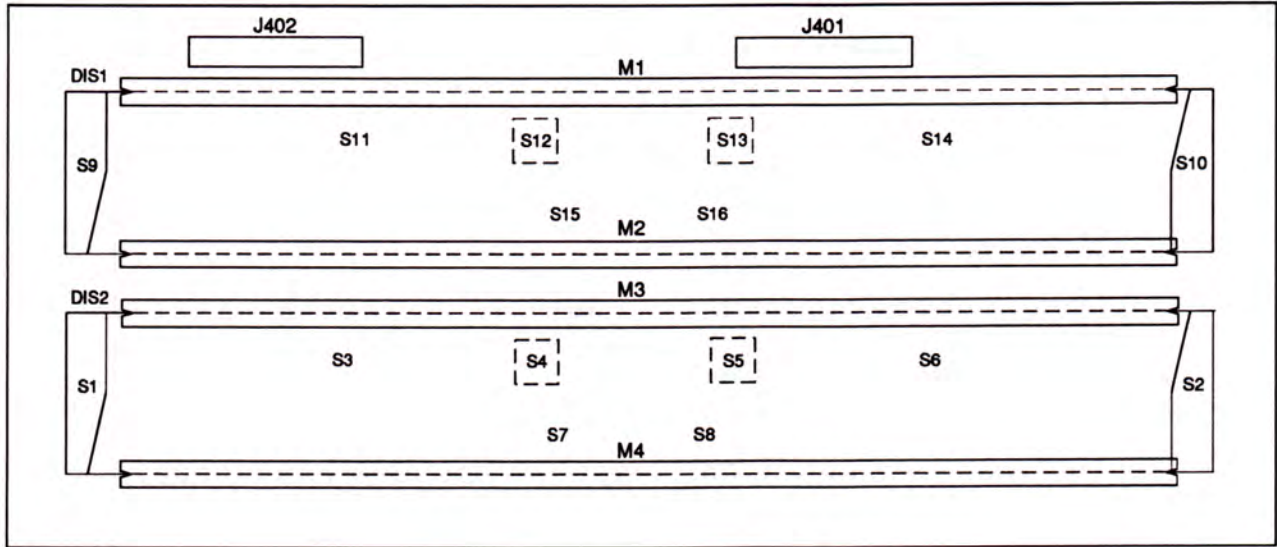 J402 J401
DIS1 M1
S11 S12 S13 S14
S9 S10
S15 S16
M2
DIS2 M3
S3 S4 S5 S6
S1 S2
S7 S8
M4